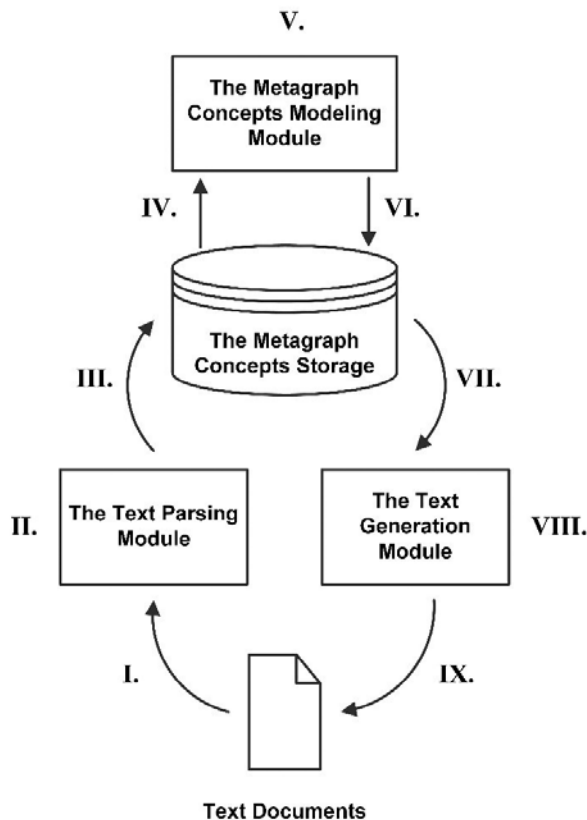 V.
The Metagraph
Concepts Modeling
Module
IV.
VI.
The Metagraph
Concepts Storage
III.
VII.
II.
The Text Parsing
Module
The Text
Generation
Module
VIII.
I.
IX.
Text Documents